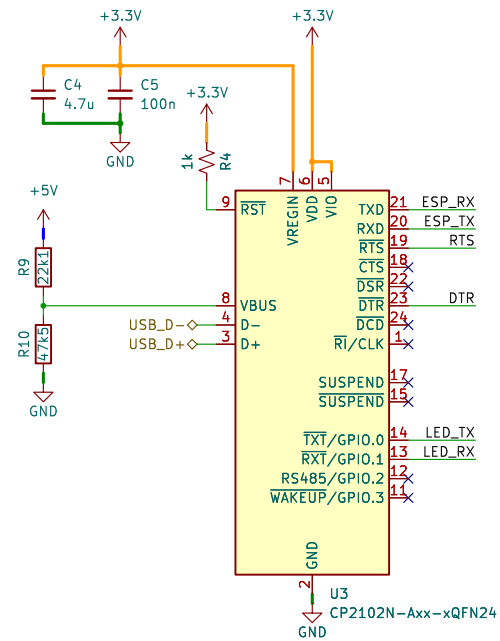 +3.3V
+3.3V
C4
4.7u
C5
100n
+3.3V
GND
1k
R4
+5V
7
6
5
VREGIN
VDD
VIO
9
RST
TXD
21
ESP_RX
RXD
20
ESP_TX
RTS
19
RTS
CTS
18
DSR
22
R9
22k1
8
VBUS
DTR
23
DTR
USB_D-
4
D-
DCD
24
USB_D+
3
D+
RI/CLK
1
R10
47k5
GND
SUSPEND
17
SUSPEND
15
TXT/GPIO.0
14
LED_TX
RXT/GPIO.1
13
LED_RX
RS485/GPIO.2
12
WAKEUP/GPIO.3
11
GND
2
U3
CP2102N-Axx-xQFN24
GND